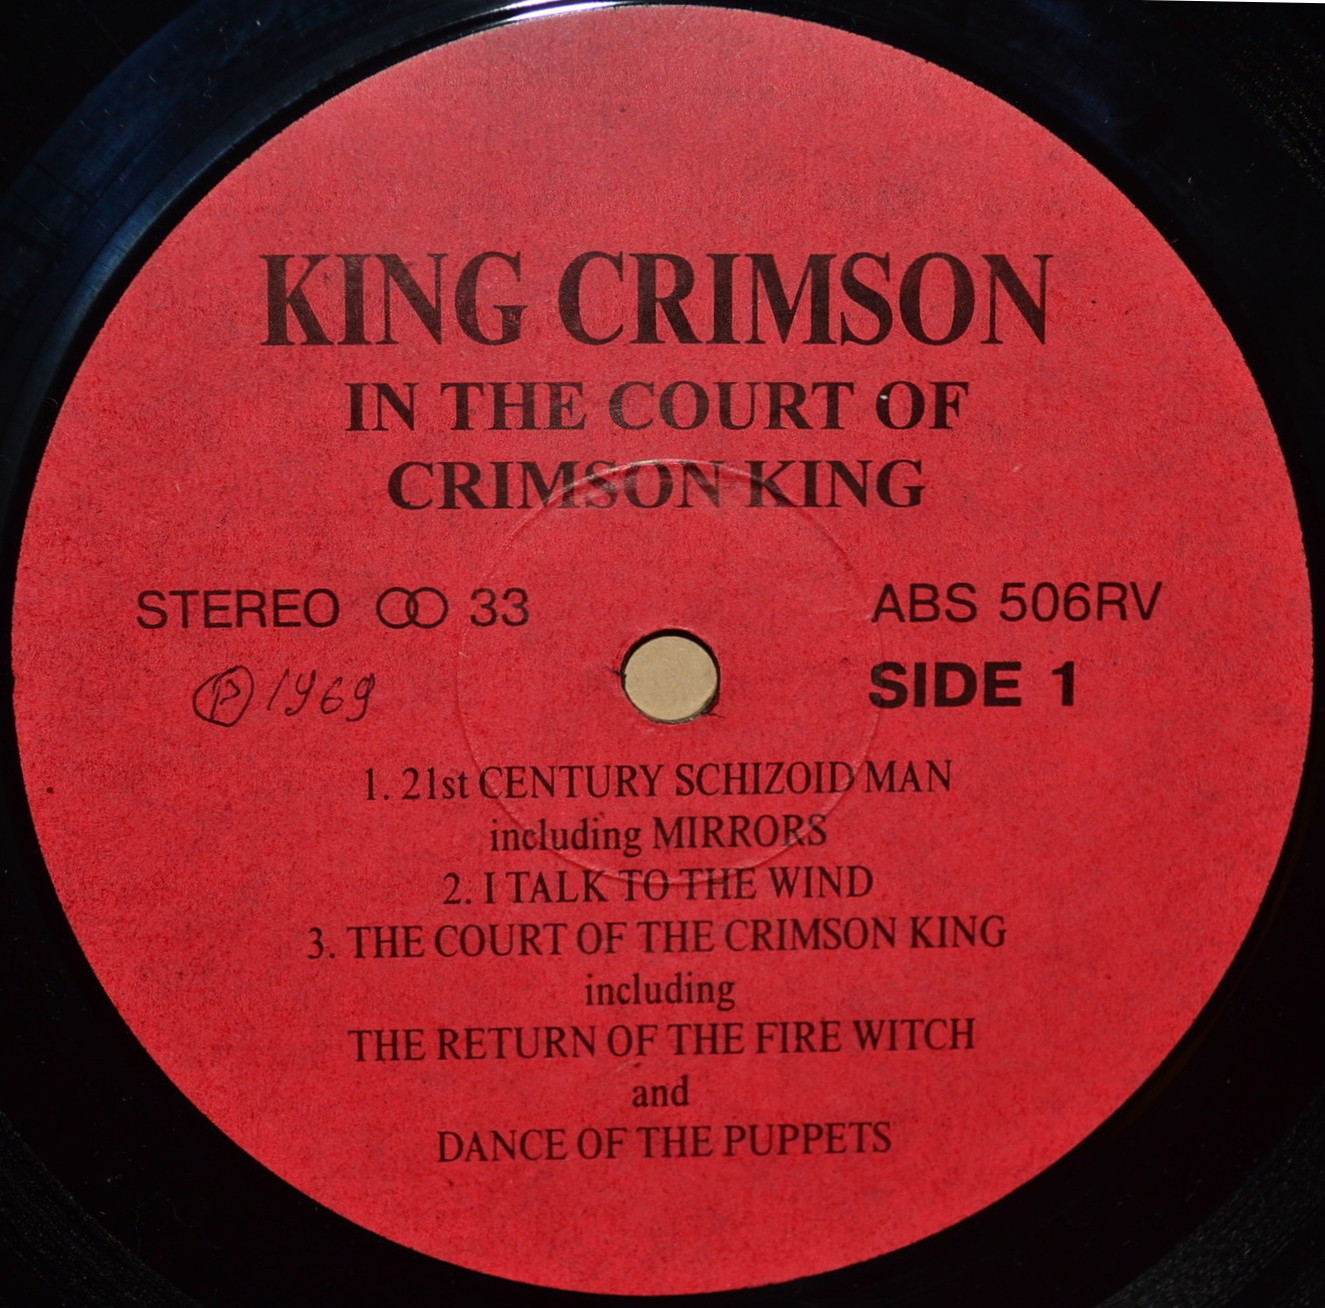 KING CRIMSON
IN THE COURT OF
CRIMSON KING
STEREO 33
ABS 506RV
℗ 1969
SIDE 1
1. 21st CENTURY SCHIZOID MAN
including MIRRORS
2. I TALK TO THE WIND
3. THE COURT OF THE CRIMSON KING
including
THE RETURN OF THE FIRE WITCH
and
DANCE OF THE PUPPETS